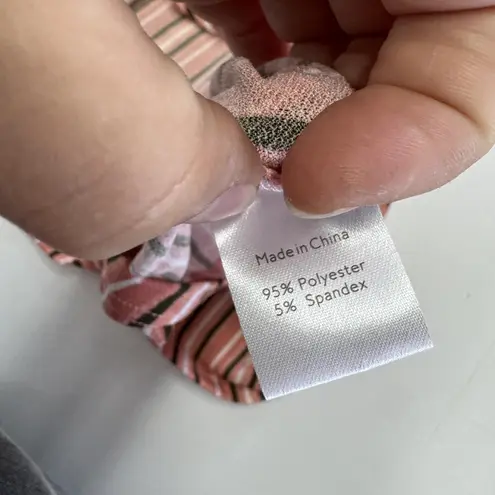 Made in China
95% Polyester
5% Spandex